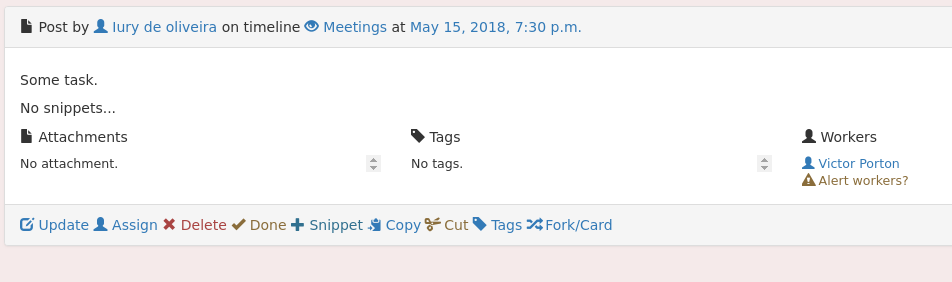 Post by Iury de oliveira on timeline Meetings at May 15, 2018, 7:30 p.m.
Some task.
No snippets...
Attachments Tags Workers
No attachment. No tags. Victor Porton
Alert workers?
Update Assign Delete Done Snippet Copy Cut Tags Fork/Card